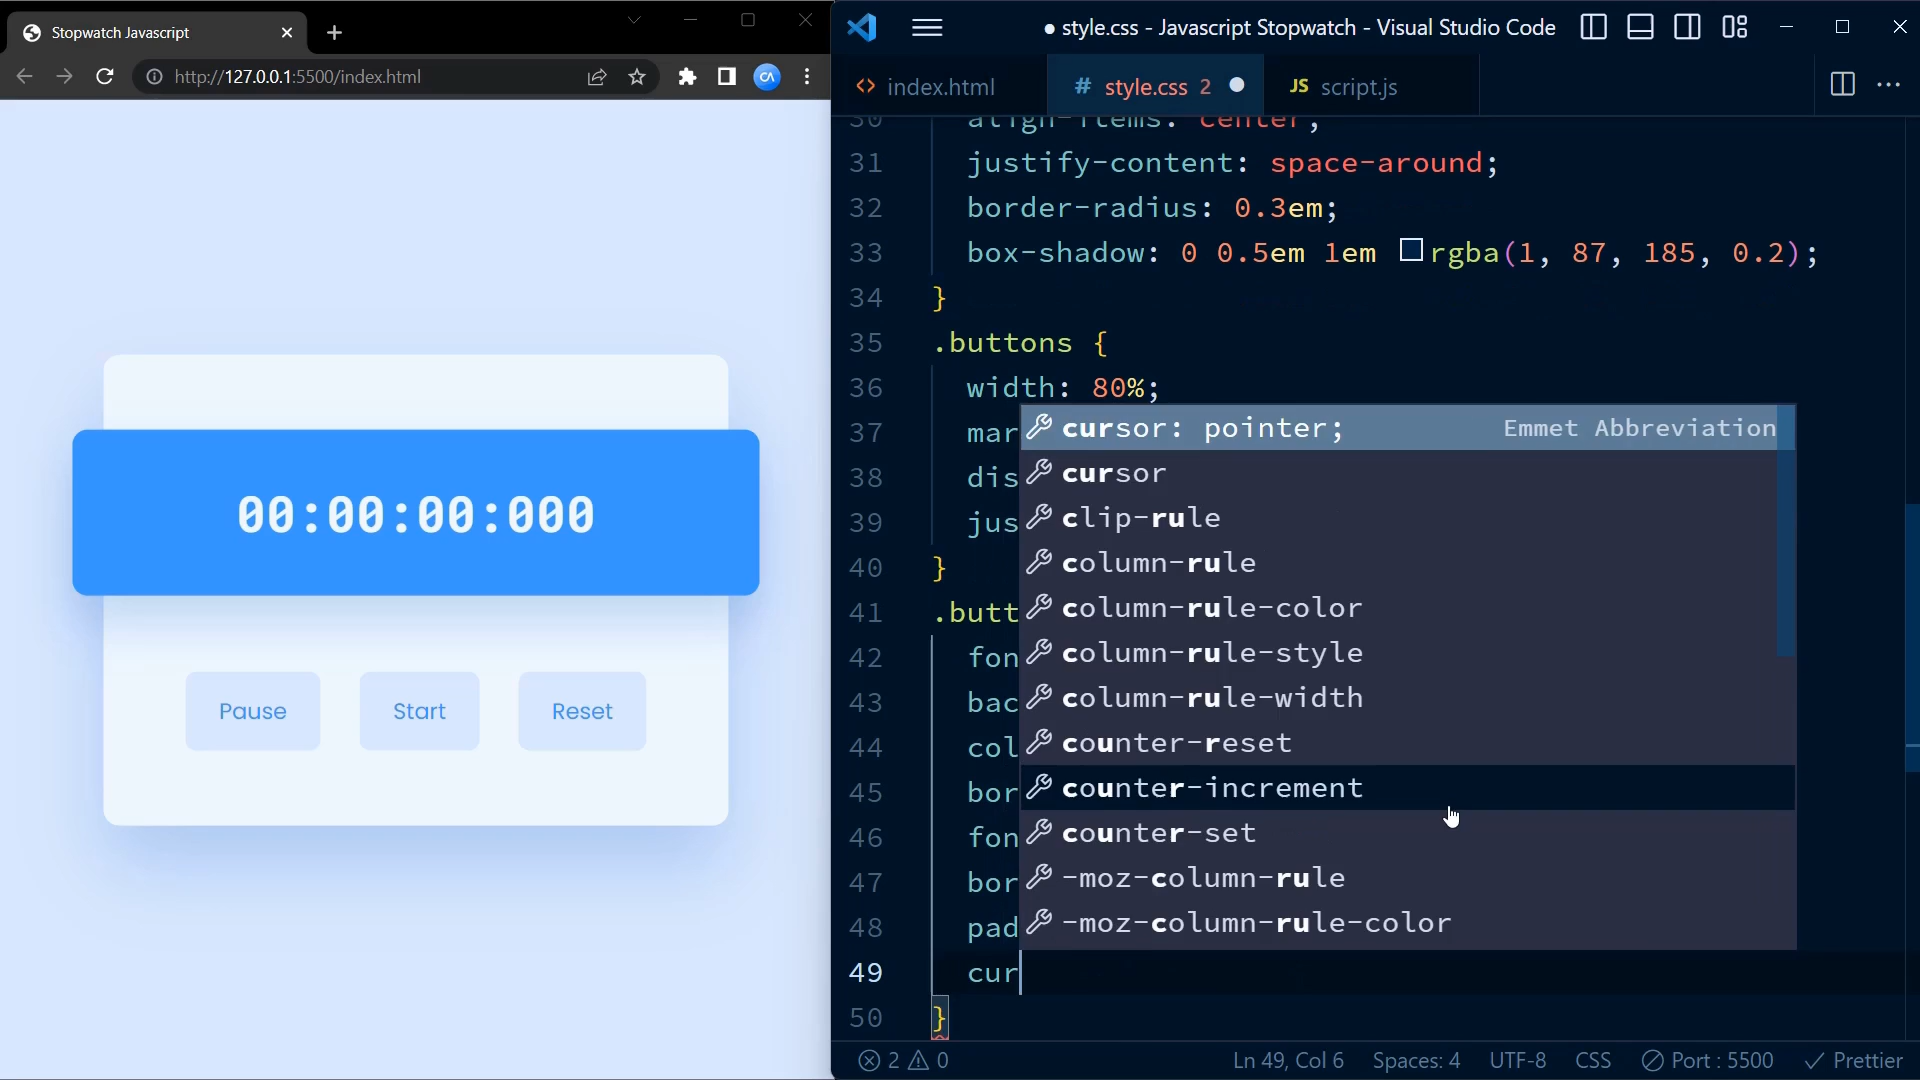 Stopwatch Javascript
http://127.0.0.1:5500/index.html
CA
00:00:00:000
Pause
Start
Reset
● style.css - Javascript Stopwatch - Visual Studio Code
<> index.html
# style.css 2 ●
JS script.js
30 align-items: center;
31 justify-content: space-around;
32 border-radius: 0.3em;
33 box-shadow: 0 0.5em 1em rgba(1, 87, 185, 0.2);
34 }
35 .buttons {
36 width: 80%;
37 mar
38 dis
39 jus
40 }
41 .butt
42 fon
43 bac
44 col
45 bor
46 fon
47 bor
48 pad
49 cur
50 }
cursor: pointer; Emmet Abbreviation
cursor
clip-rule
column-rule
column-rule-color
column-rule-style
column-rule-width
counter-reset
counter-increment
counter-set
-moz-column-rule
-moz-column-rule-color
2 0
Ln 49, Col 6
Spaces: 4
UTF-8
CSS
Port : 5500
Prettier